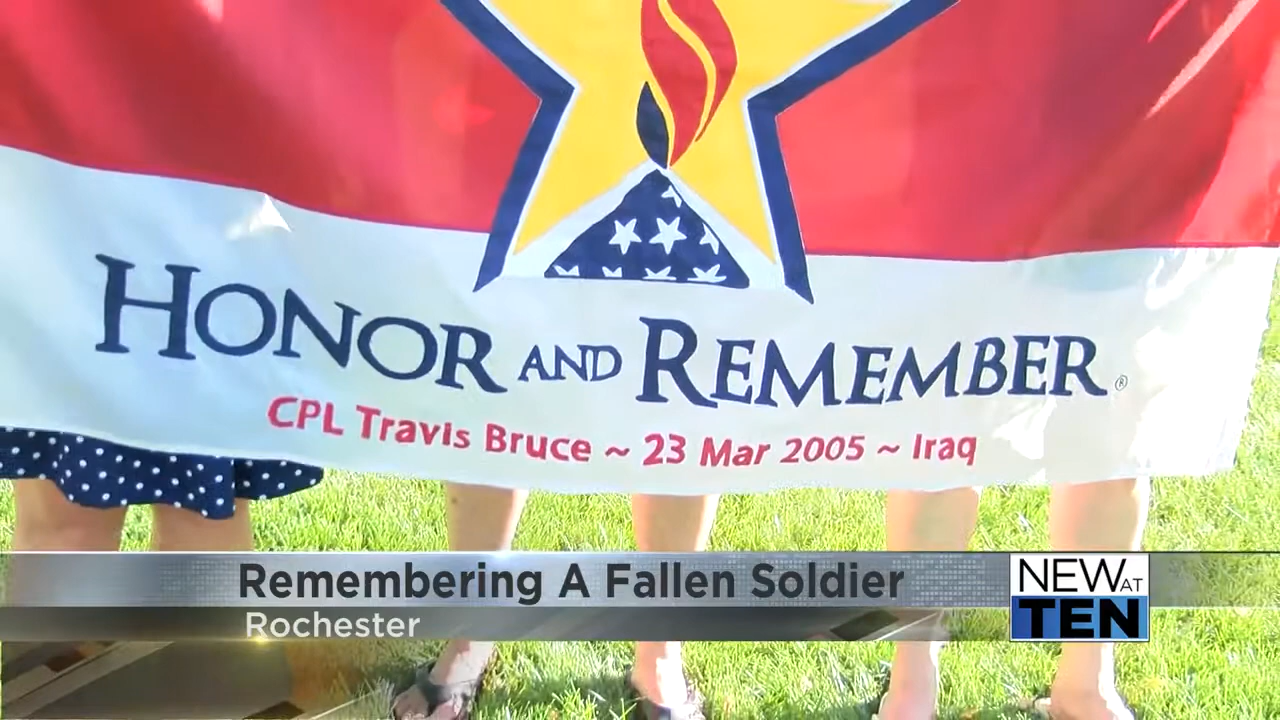 HONOR AND REMEMBER®
CPL Travis Bruce ~ 23 Mar 2005 ~ Iraq
Remembering A Fallen Soldier
Rochester
NEW AT
TEN